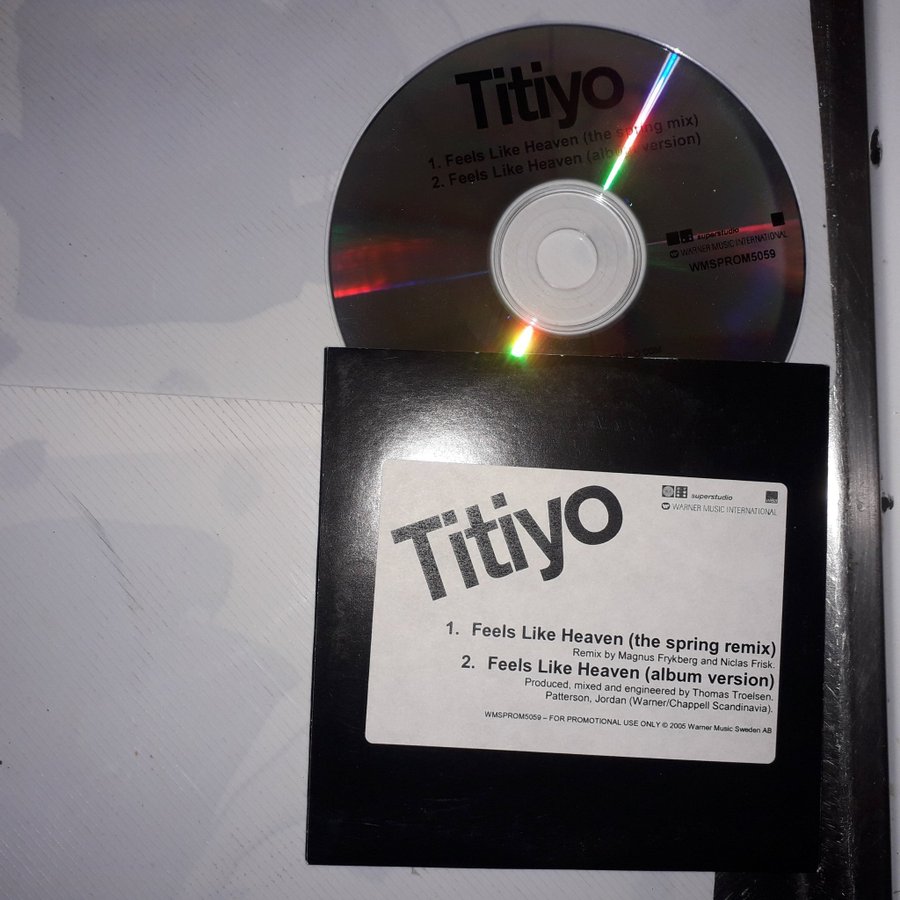 Titiyo
1. Feels Like Heaven (the spring mix)
2. Feels Like Heaven (album version)
superstudio
WARNER MUSIC INTERNATIONAL
WMSPROM5059
Titiyo
superstudio
WARNER MUSIC INTERNATIONAL
1. Feels Like Heaven (the spring remix)
Remix by Magnus Frykberg and Niclas Frisk.
2. Feels Like Heaven (album version)
Produced, mixed and engineered by Thomas Troelsen.
Patterson, Jordan (Warner/Chappell Scandinavia).
WMSPROM5059 – FOR PROMOTIONAL USE ONLY © 2005 Warner Music Sweden AB